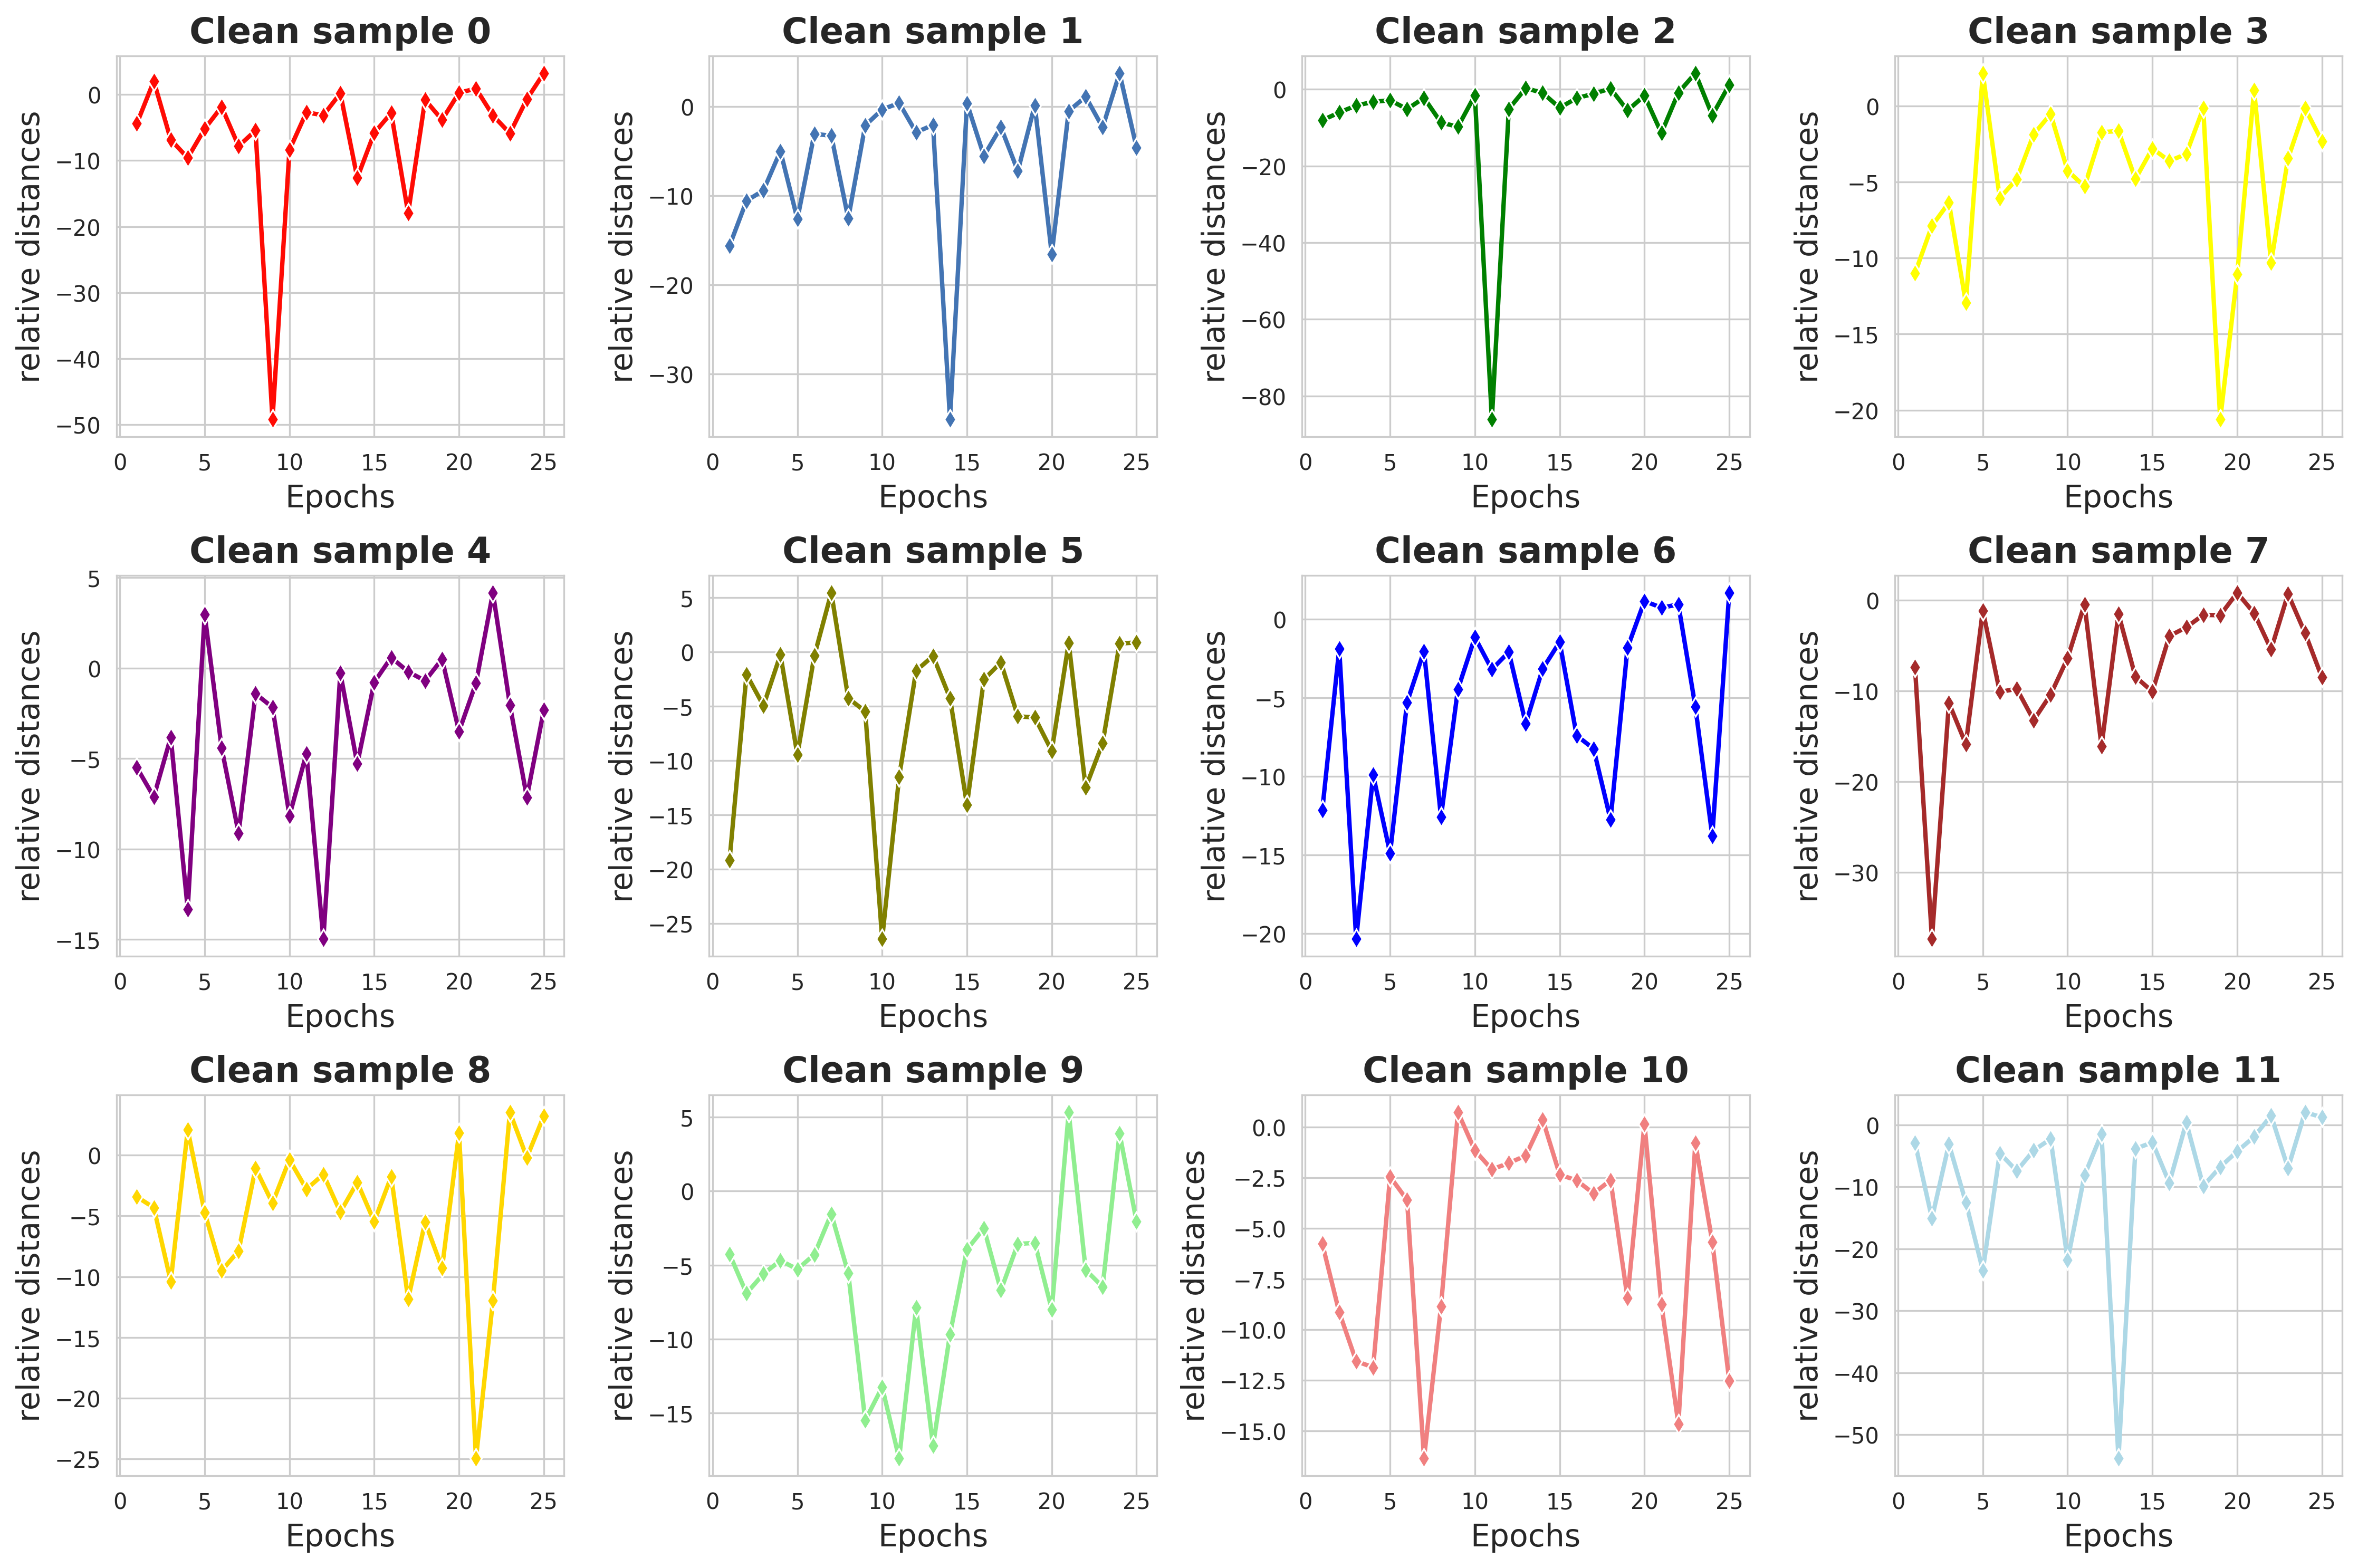 Clean sample 0
relative distances
0
−10
−20
−30
−40
−50
0 5 10 15 20 25
Epochs
Clean sample 1
relative distances
0
−10
−20
−30
0 5 10 15 20 25
Epochs
Clean sample 2
relative distances
0
−20
−40
−60
−80
0 5 10 15 20 25
Epochs
Clean sample 3
relative distances
0
−5
−10
−15
−20
0 5 10 15 20 25
Epochs
Clean sample 4
relative distances
5
0
−5
−10
−15
0 5 10 15 20 25
Epochs
Clean sample 5
relative distances
5
0
−5
−10
−15
−20
−25
0 5 10 15 20 25
Epochs
Clean sample 6
relative distances
0
−5
−10
−15
−20
0 5 10 15 20 25
Epochs
Clean sample 7
relative distances
0
−10
−20
−30
0 5 10 15 20 25
Epochs
Clean sample 8
relative distances
0
−5
−10
−15
−20
−25
0 5 10 15 20 25
Epochs
Clean sample 9
relative distances
5
0
−5
−10
−15
0 5 10 15 20 25
Epochs
Clean sample 10
relative distances
0.0
−2.5
−5.0
−7.5
−10.0
−12.5
−15.0
0 5 10 15 20 25
Epochs
Clean sample 11
relative distances
0
−10
−20
−30
−40
−50
0 5 10 15 20 25
Epochs